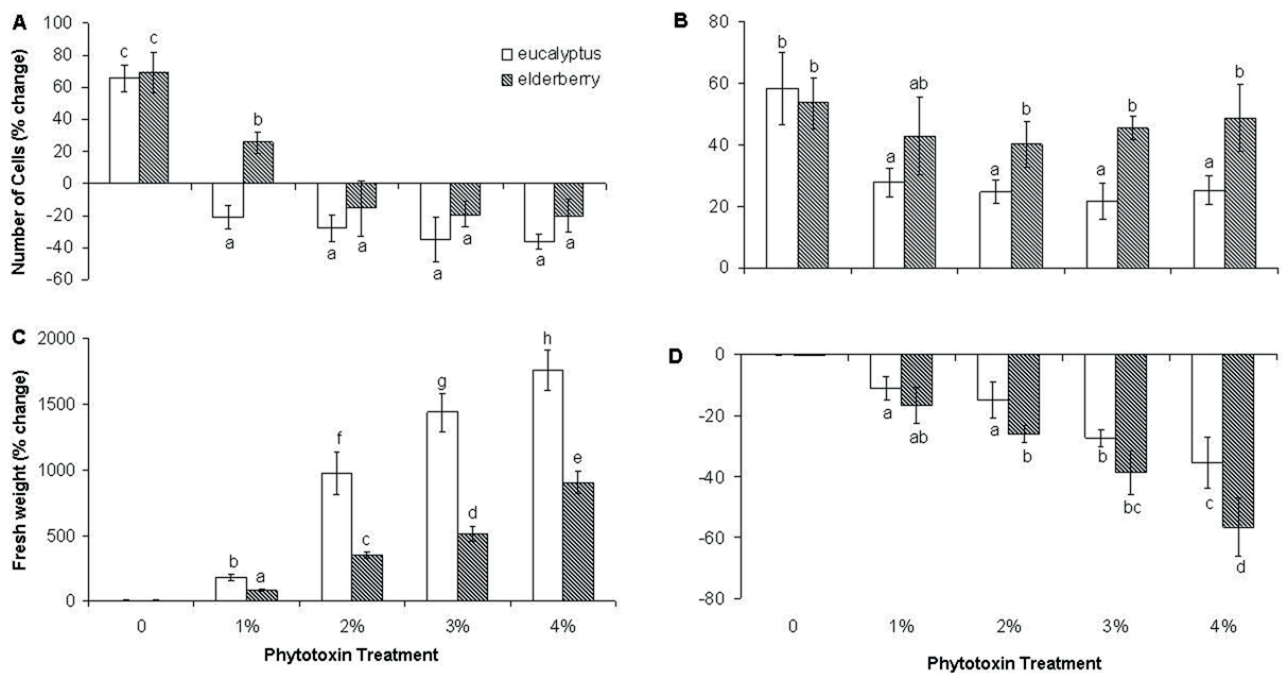 A
Number of Cells (% change)
100
80
60
40
20
0
-20
-40
-60
c c
b
a
a a
a a
a a
eucalyptus
elderberry
B
80
60
40
20
0
b b
a ab
a b
a b
a b
C
Fresh weight (% change)
2000
1500
1000
500
0
b a
f c
g d
h e
0 1% 2% 3% 4%
Phytotoxin Treatment
D
0
-20
-40
-60
-80
a ab
a b
b bc
c d
0 1% 2% 3% 4%
Phytotoxin Treatment